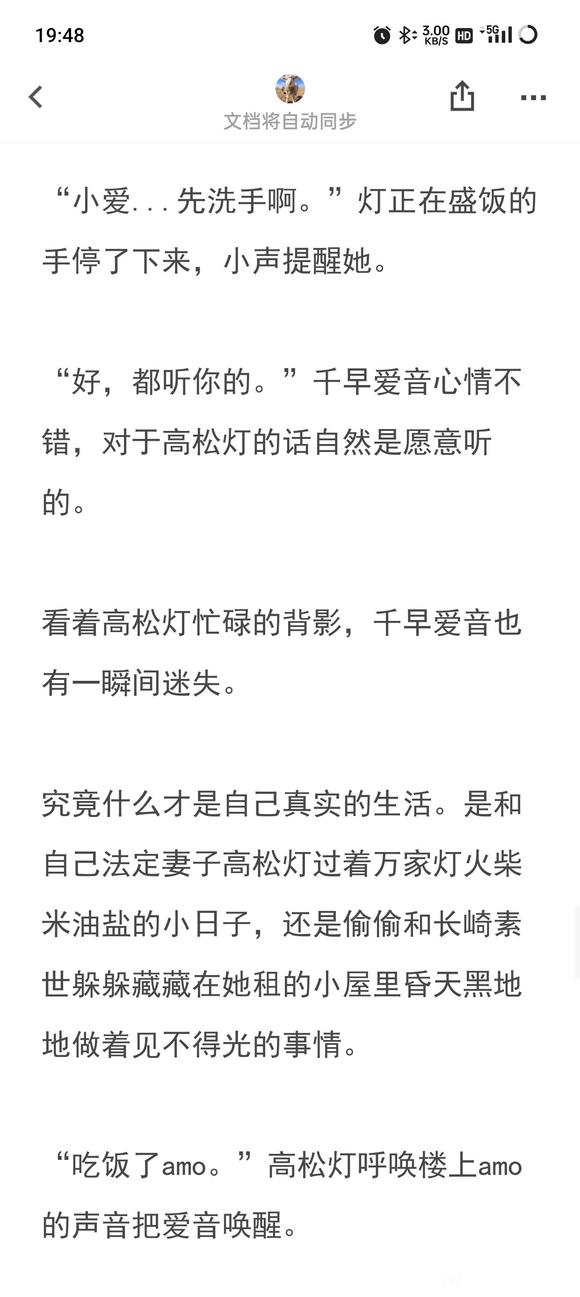 19:48
3.00
KB/S
HD
5G
文档将自动同步
“小爱...先洗手啊。”灯正在盛饭的
手停了下来，小声提醒她。
“好，都听你的。”千早爱音心情不
错，对于高松灯的话自然是愿意听
的。
看着高松灯忙碌的背影，千早爱音也
有一瞬间迷失。
究竟什么才是自己真实的生活。是和
自己法定妻子高松灯过着万家灯火柴
米油盐的小日子，还是偷偷和长崎素
世躲躲藏藏在她租的小屋里昏天黑地
地做着见不得光的事情。
“吃饭了amo。”高松灯呼唤楼上amo
的声音把爱音唤醒。